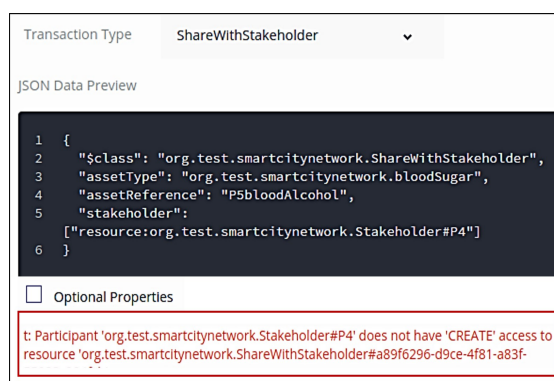 Transaction Type ShareWithStakeholder
JSON Data Preview
1 {
2 "$class": "org.test.smartcitynetwork.ShareWithStakeholder",
3 "assetType": "org.test.smartcitynetwork.bloodSugar",
4 "assetReference": "P5bloodAlcohol",
5 "stakeholder":
["resource:org.test.smartcitynetwork.Stakeholder#P4"]
6 }
Optional Properties
t: Participant 'org.test.smartcitynetwork.Stakeholder#P4' does not have 'CREATE' access to
resource 'org.test.smartcitynetwork.ShareWithStakeholder#a89f6296-d9ce-4f81-a83f-